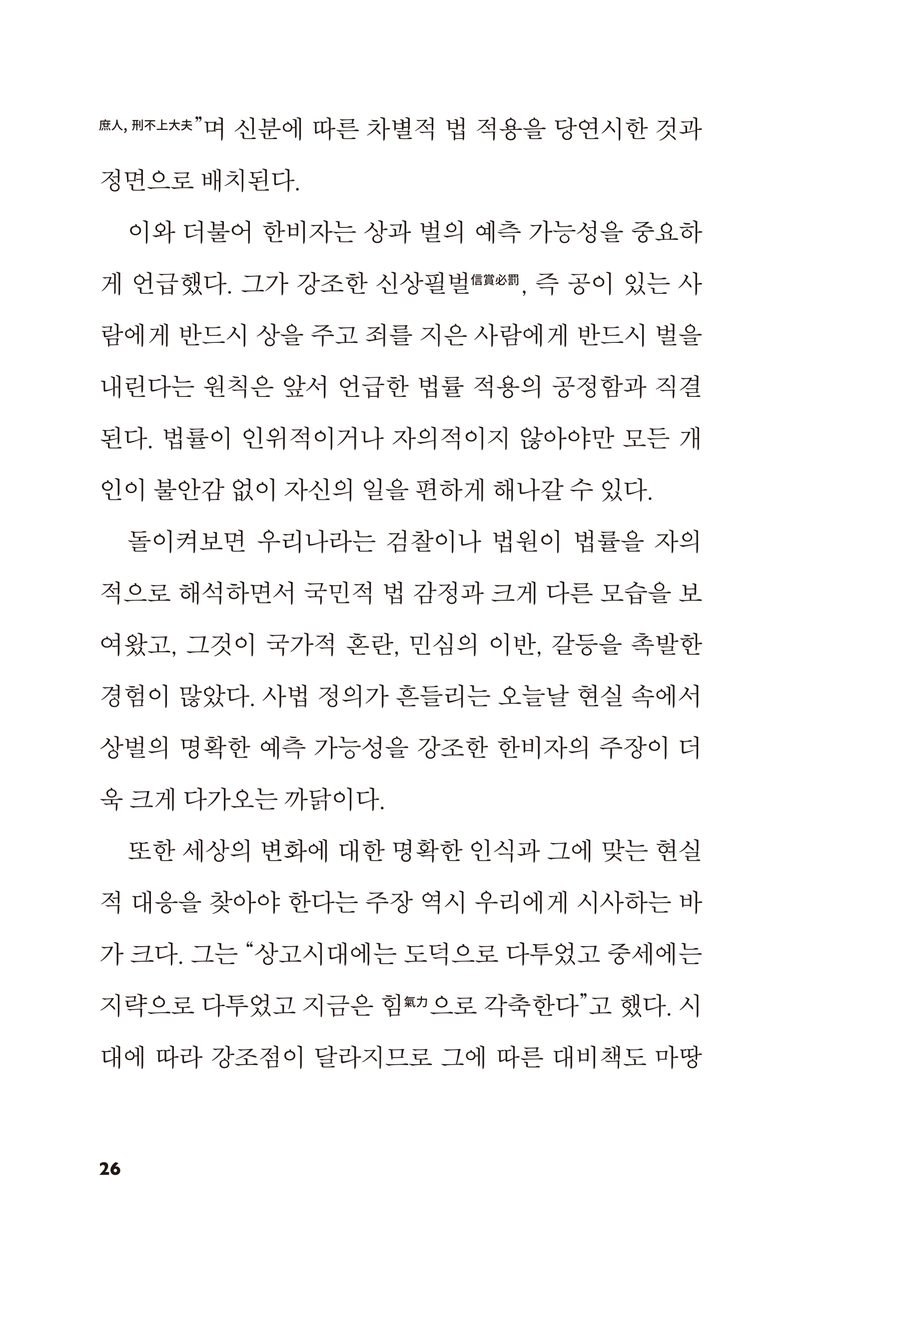 庶人, 刑不上大夫”며 신분에 따른 차별적 법 적용을 당연시한 것과
정면으로 배치된다.
이와 더불어 한비자는 상과 벌의 예측 가능성을 중요하
게 언급했다. 그가 강조한 신상필벌信賞必罰, 즉 공이 있는 사
람에게 반드시 상을 주고 죄를 지은 사람에게 반드시 벌을
내린다는 원칙은 앞서 언급한 법률 적용의 공정함과 직결
된다. 법률이 인위적이거나 자의적이지 않아야만 모든 개
인이 불안감 없이 자신의 일을 편하게 해나갈 수 있다.
돌이켜보면 우리나라는 검찰이나 법원이 법률을 자의
적으로 해석하면서 국민적 법 감정과 크게 다른 모습을 보
여왔고, 그것이 국가적 혼란, 민심의 이반, 갈등을 촉발한
경험이 많았다. 사법 정의가 흔들리는 오늘날 현실 속에서
상벌의 명확한 예측 가능성을 강조한 한비자의 주장이 더
욱 크게 다가오는 까닭이다.
또한 세상의 변화에 대한 명확한 인식과 그에 맞는 현실
적 대응을 찾아야 한다는 주장 역시 우리에게 시사하는 바
가 크다. 그는 “상고시대에는 도덕으로 다투었고 중세에는
지략으로 다투었고 지금은 힘氣力으로 각축한다”고 했다. 시
대에 따라 강조점이 달라지므로 그에 따른 대비책도 마땅
26